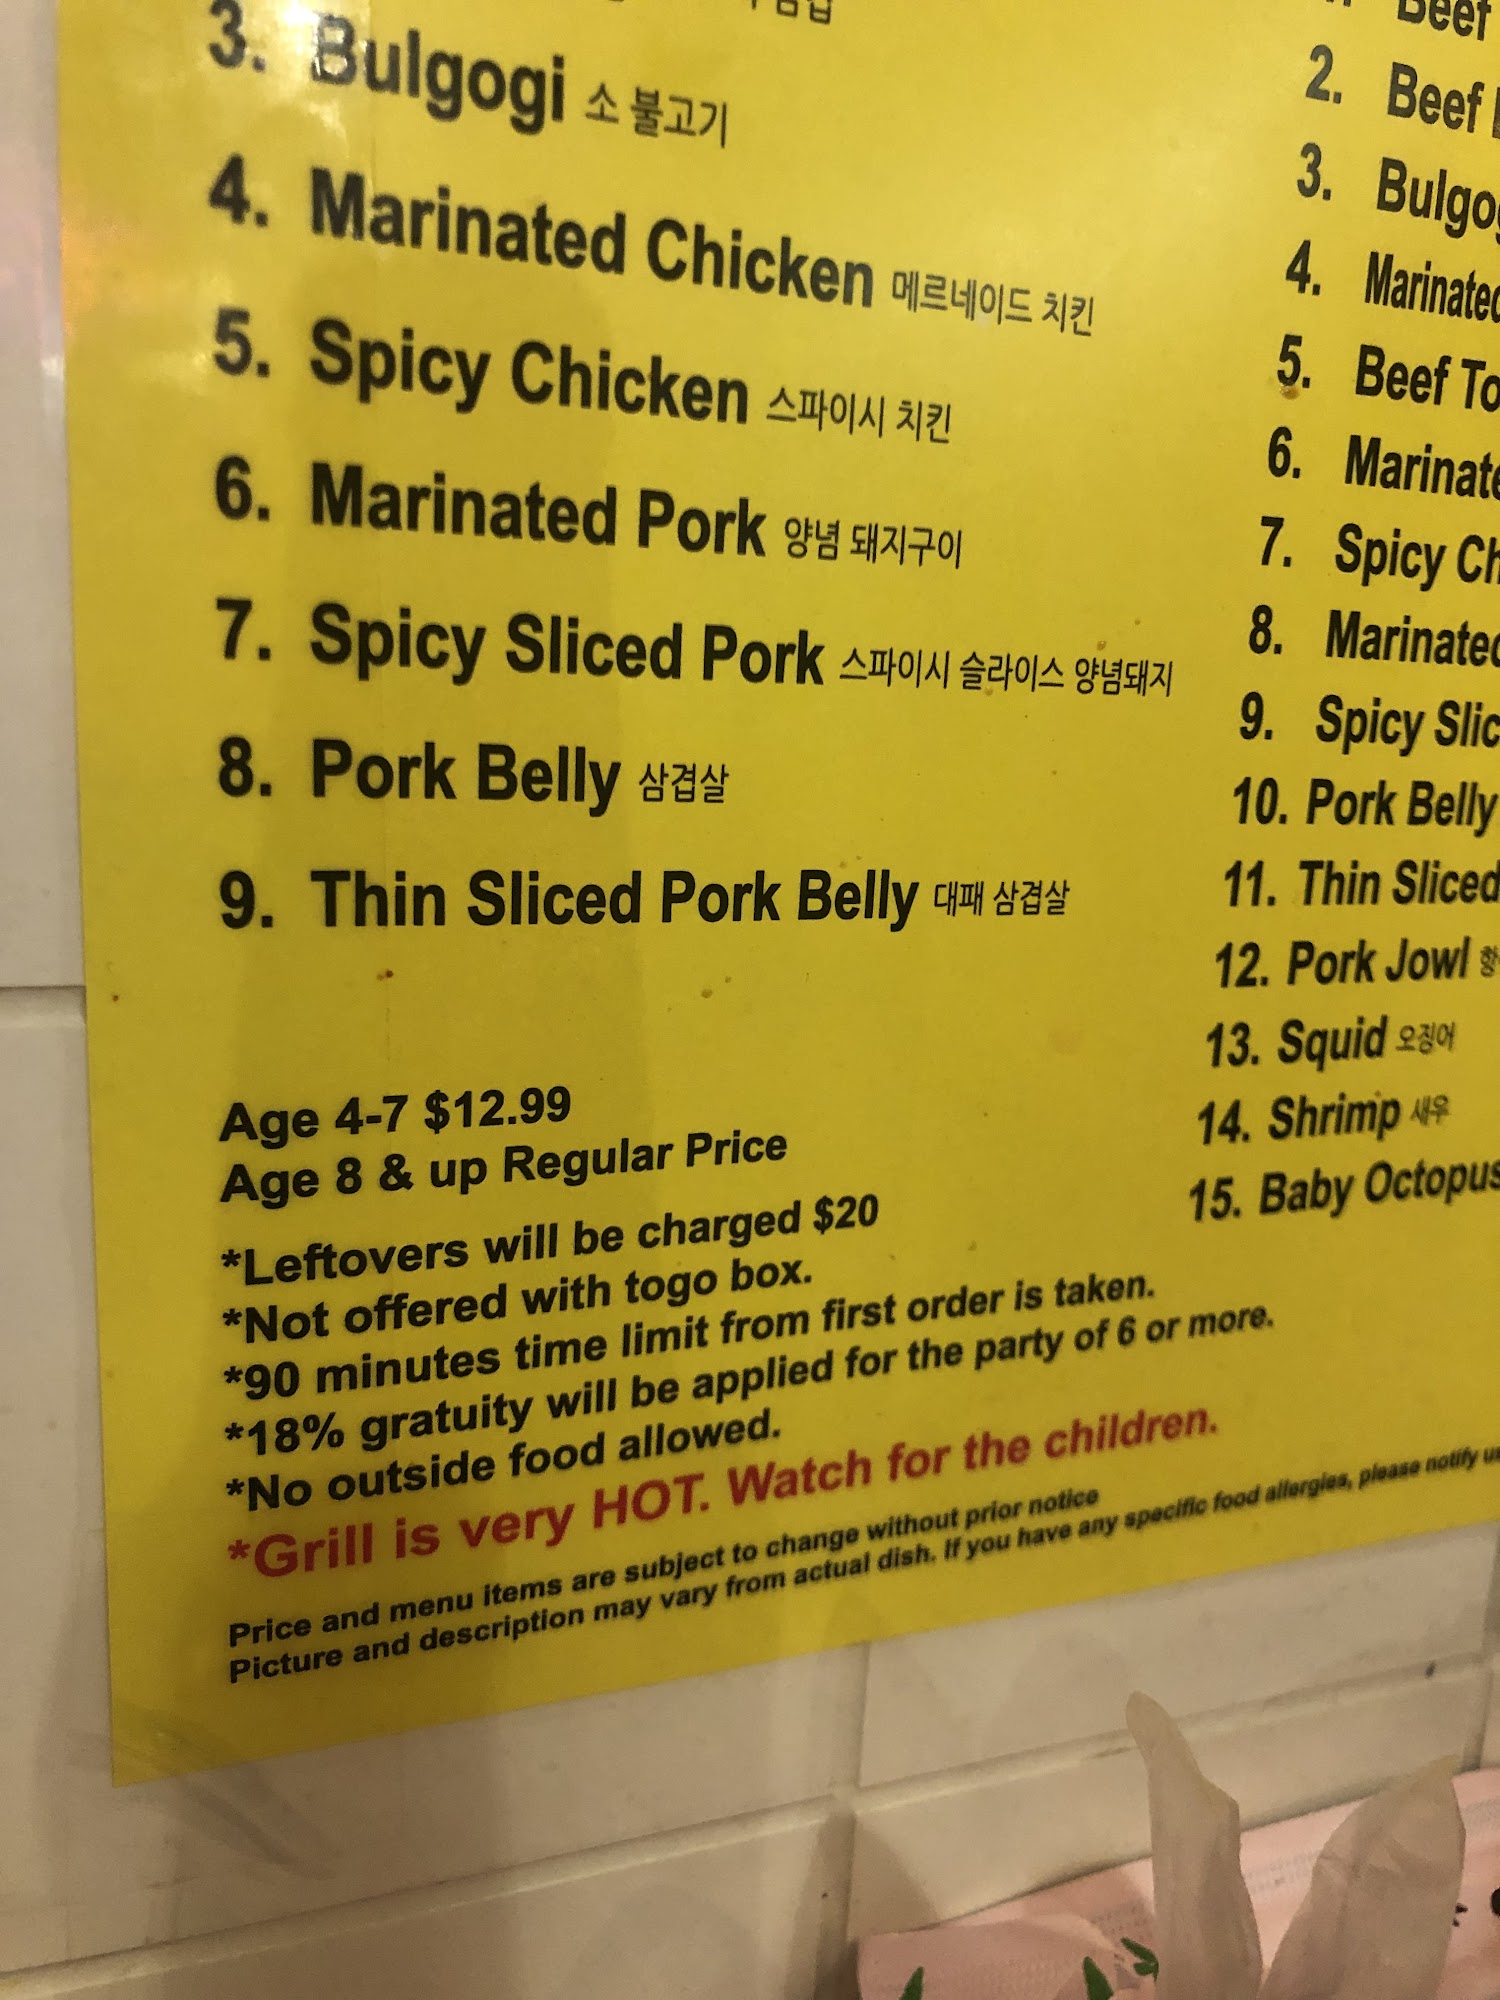 3. Bulgogi 소 불고기
4. Marinated Chicken 메르네이드 치킨
5. Spicy Chicken 스파이시 치킨
6. Marinated Pork 양념 돼지구이
7. Spicy Sliced Pork 스파이시 슬라이스 양념돼지
8. Pork Belly 삼겹살
9. Thin Sliced Pork Belly 대패 삼겹살
Age 4-7 $12.99
Age 8 & up Regular Price
*Leftovers will be charged $20
*Not offered with togo box.
*90 minutes time limit from first order is taken.
*18% gratuity will be applied for the party of 6 or more.
*No outside food allowed.
*Grill is very HOT. Watch for the children.
Price and menu items are subject to change without prior notice
Picture and description may vary from actual dish. If you have any specific food allergies, please notify
Beef
2. Beef
3.
4. Marinated
5. Beef
6.
7. Spicy
8. Marinated
9. Spicy
10. Pork Belly
11. Thin Sliced
12. Pork Jowl
13. Squid 오징어
14. Shrimp 새우
15. Baby Octopus